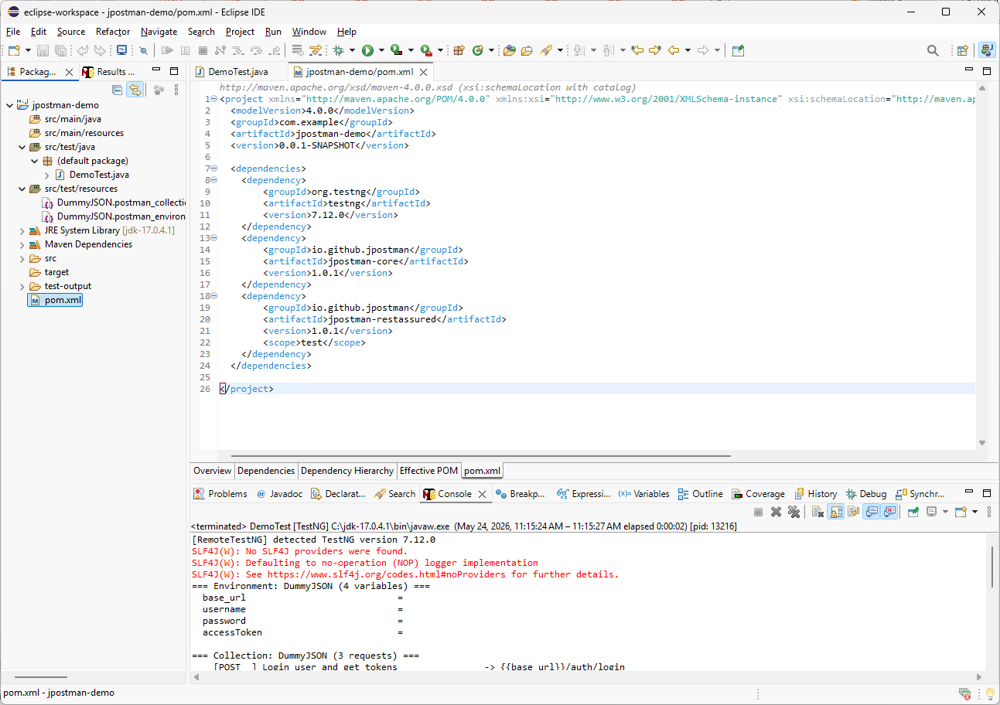 eclipse-workspace - jpostman-demo/pom.xml - Eclipse IDE
File Edit Source Refactor Navigate Search Project Run Window Help
Packag... Results ...
jpostman-demo
src/main/java
src/main/resources
src/test/java
(default package)
DemoTest.java
src/test/resources
DummyJSON.postman_collectio
DummyJSON.postman_environ
JRE System Library [jdk-17.0.4.1]
Maven Dependencies
src
target
test-output
pom.xml
DemoTest.java jpostman-demo/pom.xml
http://maven.apache.org/xsd/maven-4.0.0.xsd (xsi:schemaLocation with catalog)
1 <project xmlns="http://maven.apache.org/POM/4.0.0" xmlns:xsi="http://www.w3.org/2001/XMLSchema-instance" xsi:schemaLocation="http://maven.ap
2 <modelVersion>4.0.0</modelVersion>
3 <groupId>com.example</groupId>
4 <artifactId>jpostman-demo</artifactId>
5 <version>0.0.1-SNAPSHOT</version>
6
7 <dependencies>
8 <dependency>
9 <groupId>org.testng</groupId>
10 <artifactId>testng</artifactId>
11 <version>7.12.0</version>
12 </dependency>
13 <dependency>
14 <groupId>io.github.jpostman</groupId>
15 <artifactId>jpostman-core</artifactId>
16 <version>1.0.1</version>
17 </dependency>
18 <dependency>
19 <groupId>io.github.jpostman</groupId>
20 <artifactId>jpostman-restassured</artifactId>
21 <version>1.0.1</version>
22 <scope>test</scope>
23 </dependency>
24 </dependencies>
25
26 </project>
Overview Dependencies Dependency Hierarchy Effective POM pom.xml
Problems Javadoc Declarat... Search Console Breakp... Expressi... Variables Outline Coverage History Debug Synchr...
<terminated> DemoTest [TestNG] C:\jdk-17.0.4.1\bin\javaw.exe (May 24, 2026, 11:15:24 AM – 11:15:27 AM elapsed 0:00:02) [pid: 13216]
[RemoteTestNG] detected TestNG version 7.12.0
SLF4J(W): No SLF4J providers were found.
SLF4J(W): Defaulting to no-operation (NOP) logger implementation
SLF4J(W): See https://www.slf4j.org/codes.html#noProviders for further details.
=== Environment: DummyJSON (4 variables) ===
base_url =
username =
password =
accessToken =
=== Collection: DummyJSON (3 requests) ===
[POST ] Login user and get tokens -> {{base_url}}/auth/login
pom.xml - jpostman-demo